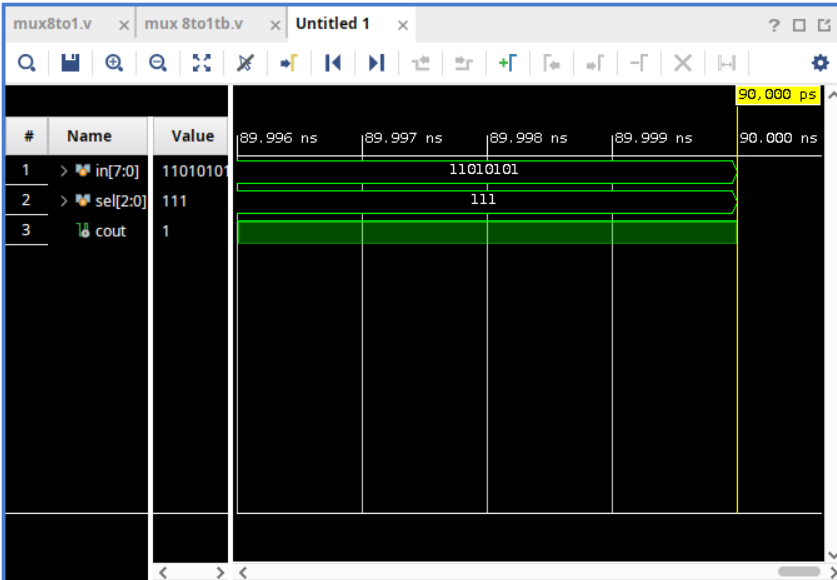 mux8to1.v × mux 8to1tb.v × Untitled 1 × ?
90,000 ps
# Name Value 89.996 ns 89.997 ns 89.998 ns 89.999 ns 90.000 ns
1 > in[7:0] 11010101 11010101
2 > sel[2:0] 111 111
3 cout 1